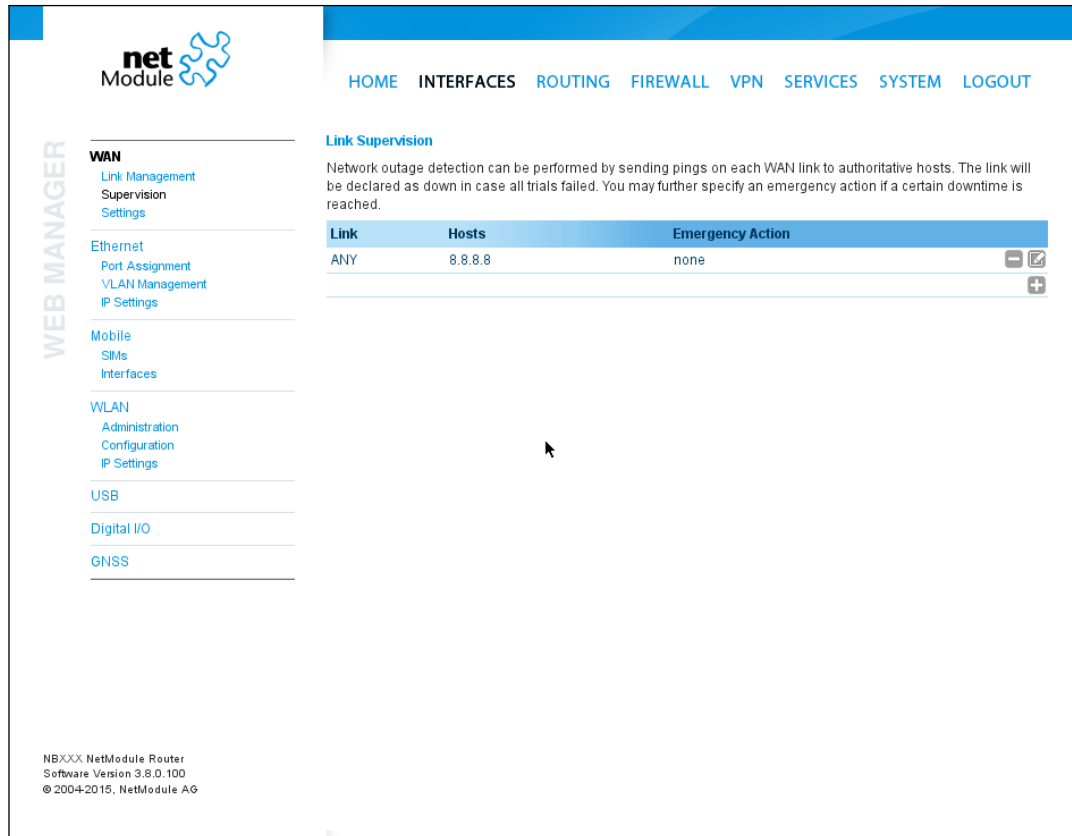 net
Module
HOME INTERFACES ROUTING FIREWALL VPN SERVICES SYSTEM LOGOUT
WEB MANAGER
WAN
Link Management
Supervision
Settings
Ethernet
Port Assignment
VLAN Management
IP Settings
Mobile
SIMs
Interfaces
WLAN
Administration
Configuration
IP Settings
USB
Digital I/O
GNSS
Link Supervision
Network outage detection can be performed by sending pings on each WAN link to authoritative hosts. The link will
be declared as down in case all trials failed. You may further specify an emergency action if a certain downtime is
reached.
Link Hosts Emergency Action
ANY 8.8.8.8 none
NBXXX NetModule Router
Software Version 3.8.0.100
© 2004-2015, NetModule AG